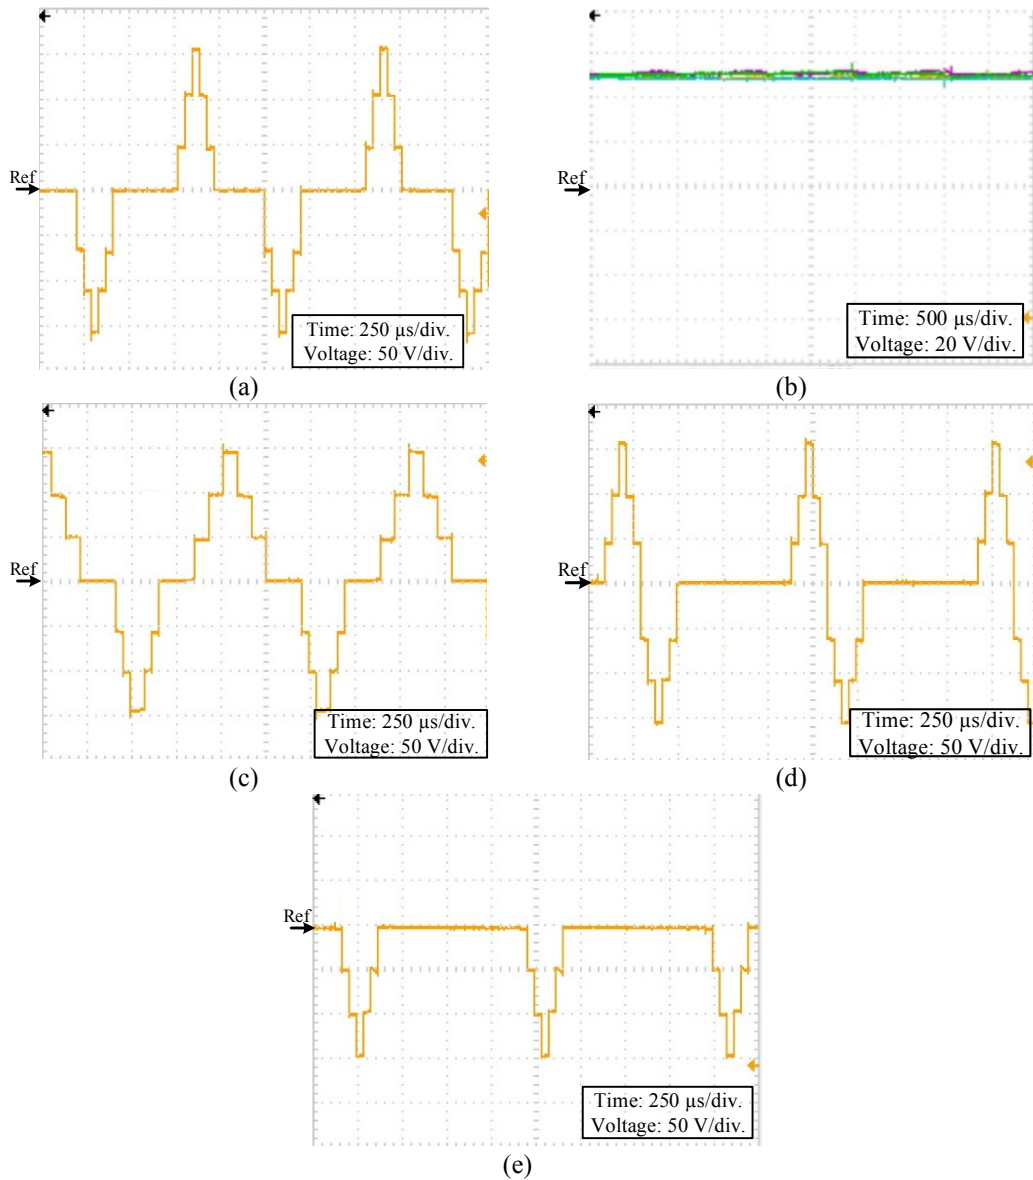 Ref
Time: 250 µs/div.
Voltage: 50 V/div.
(a)
Ref
Time: 500 µs/div.
Voltage: 20 V/div.
(b)
Ref
Time: 250 µs/div.
Voltage: 50 V/div.
(c)
Ref
Time: 250 µs/div.
Voltage: 50 V/div.
(d)
Ref
Time: 250 µs/div.
Voltage: 50 V/div.
(e)